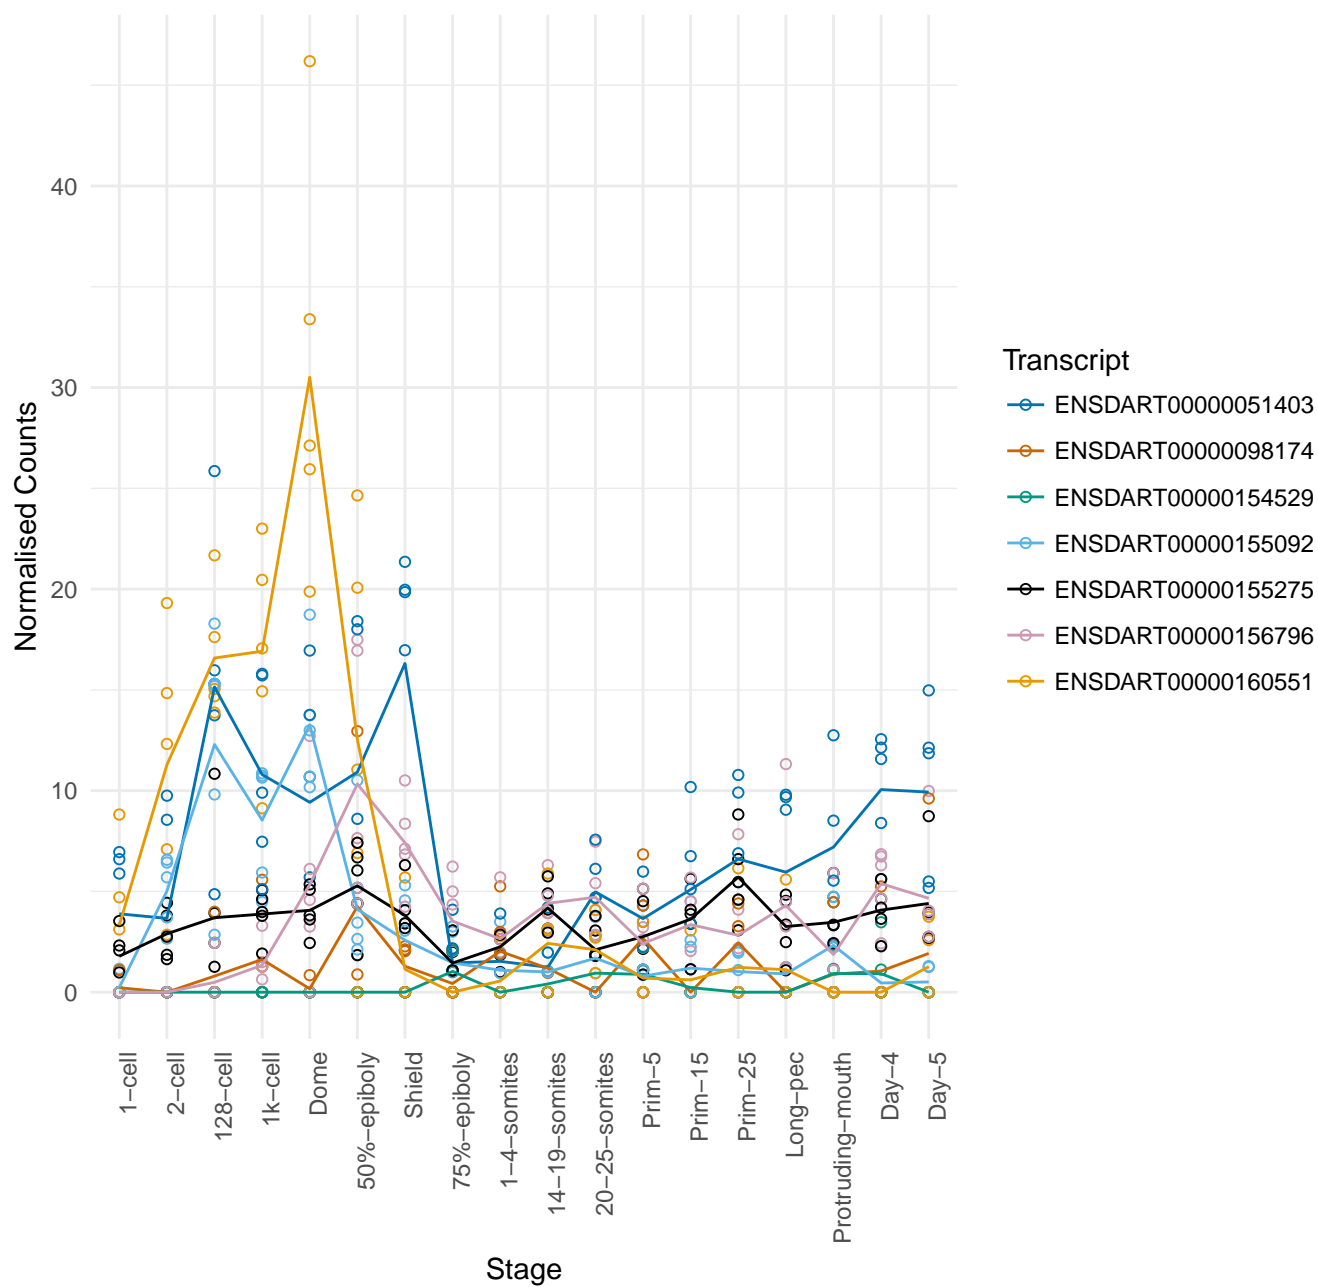 Normalised Counts
40
30
20
10
0
1−cell
2−cell
128−cell
1k−cell
Dome
50%−epiboly
Shield
75%−epiboly
1−4−somites
14−19−somites
20−25−somites
Prim−5
Prim−15
Prim−25
Long−pec
Protruding−mouth
Day−4
Day−5
Stage
Transcript
ENSDART00000051403
ENSDART00000098174
ENSDART00000154529
ENSDART00000155092
ENSDART00000155275
ENSDART00000156796
ENSDART00000160551